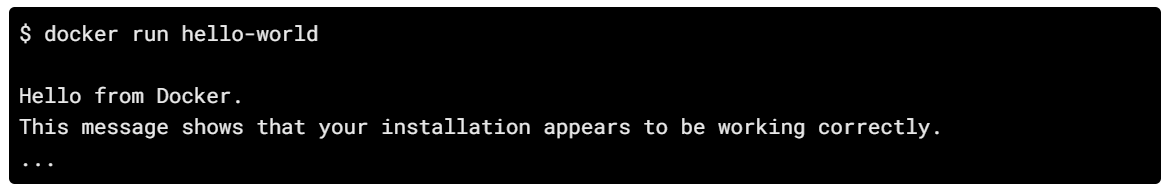 $ docker run hello-world
Hello from Docker.
This message shows that your installation appears to be working correctly.
...